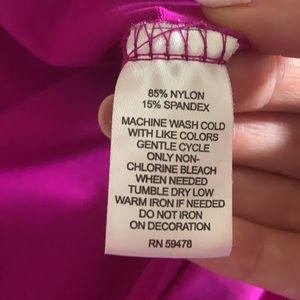 85% NYLON
15% SPANDEX
MACHINE WASH COLD
WITH LIKE COLORS
GENTLE CYCLE
ONLY NON-
CHLORINE BLEACH
WHEN NEEDED
TUMBLE DRY LOW
WARM IRON IF NEEDED
DO NOT IRON
ON DECORATION
RN 59478